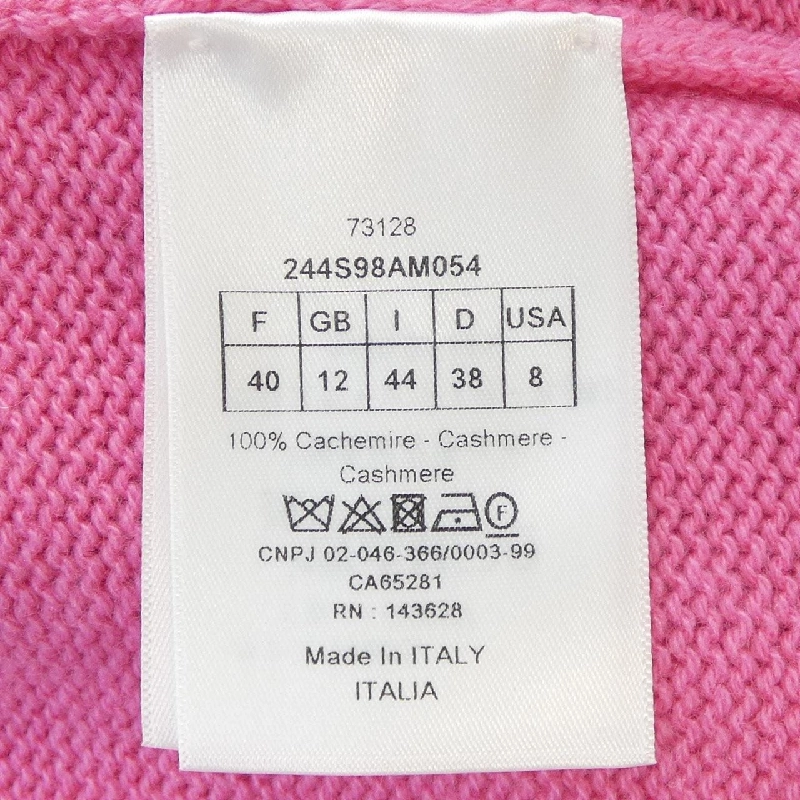 73128
244S98AM054
F GB I D USA
40 12 44 38 8
100% Cachemire - Cashmere -
Cashmere
F
CNPJ 02-046-366/0003-99
CA65281
RN : 143628
Made In ITALY
ITALIA